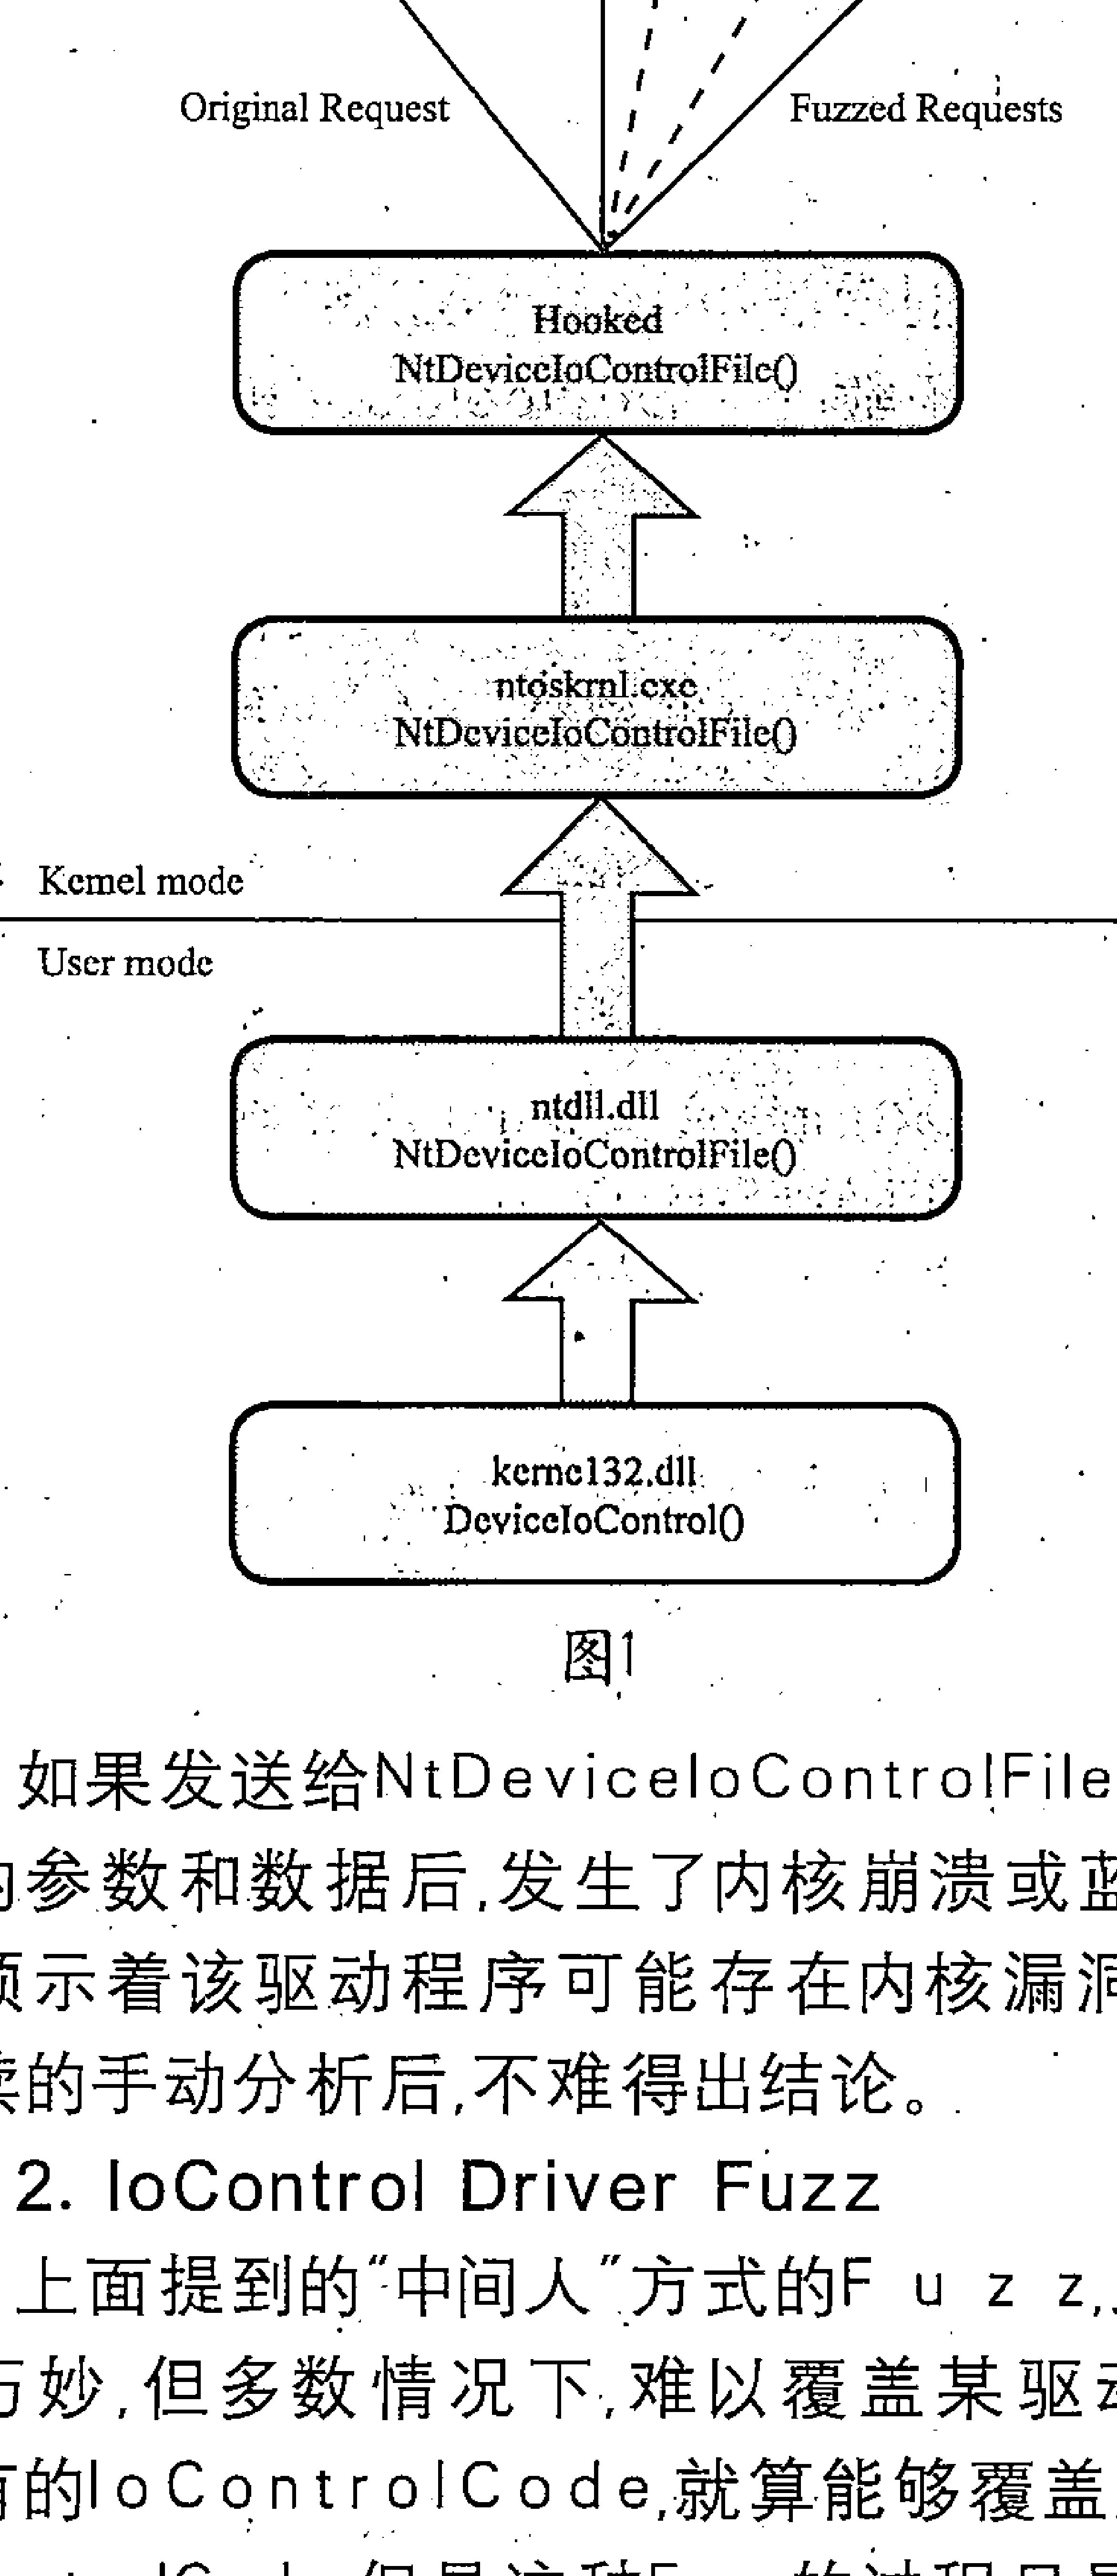 Original Request
Fuzzed Requests
Hooked
NtDeviceIoControlFile()
ntoskrnl.exe
NtDeviceIoControlFile()
Kernel mode
User mode
ntdll.dll
NtDeviceIoControlFile()
kernel32.dll
DeviceIoControl()
图1
如果发送给NtDeviceIoControlFile
的参数和数据后,发生了内核崩溃或蓝
预示着该驱动程序可能存在内核漏洞
续的手动分析后,不难得出结论。
2. IoControl Driver Fuzz
上面提到的“中间人”方式的Fuzz,
巧妙,但多数情况下,难以覆盖某驱动
有的IoControlCode,就算能够覆盖